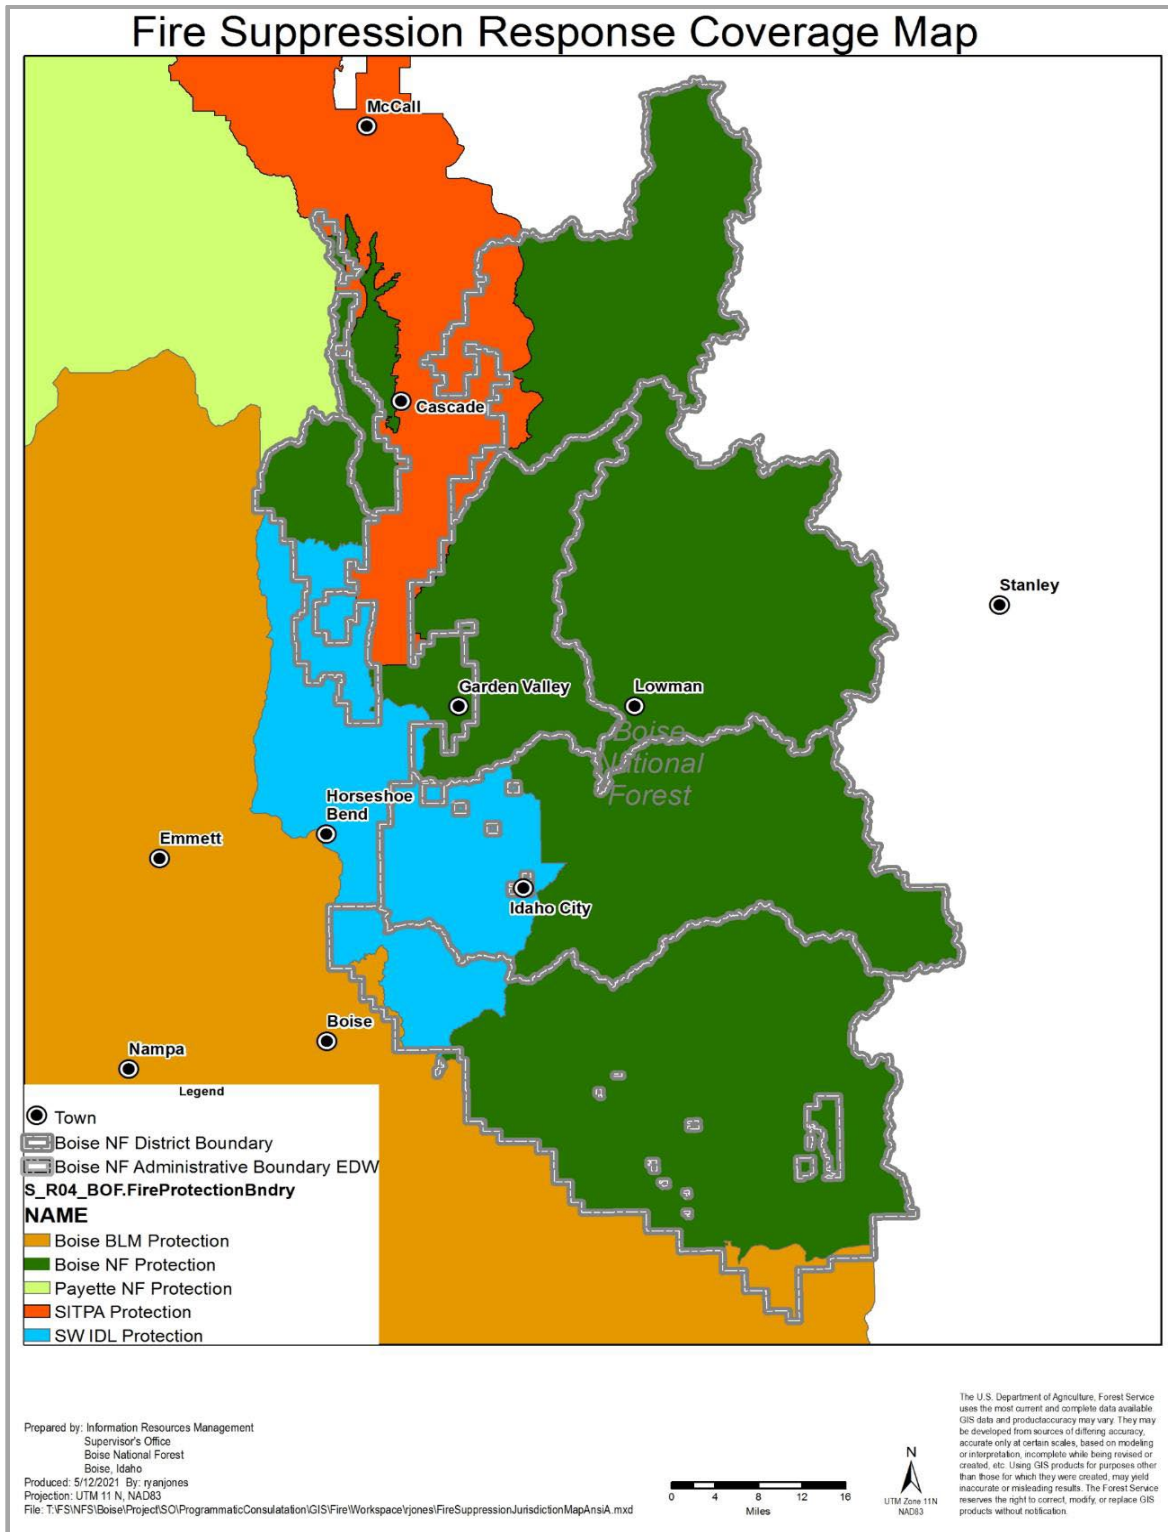 Fire Suppression Response Coverage Map
McCall
Cascade
Stanley
Garden Valley
Lowman
Boise
National
Forest
Horseshoe
Bend
Emmett
Idaho City
Boise
Nampa
Legend
Town
Boise NF District Boundary
Boise NF Administrative Boundary EDW
S_R04_BOF.FireProtectionBndry
NAME
Boise BLM Protection
Boise NF Protection
Payette NF Protection
SITPA Protection
SW IDL Protection
Prepared by: Information Resources Management
Supervisor's Office
Boise National Forest
Boise, Idaho
Produced: 5/12/2021 By: ryanjones
Projection: UTM 11 N, NAD83
File: T:\FS\NFS\Boise\Project\SO\ProgrammaticConsulatation\GIS\Fire\Workspace\rjones\FireSuppressionJurisdictionMapAnsiA.mxd
0 4 8 12 16
Miles
N
UTM Zone 11N
NAD83
The U.S. Department of Agriculture, Forest Service
uses the most current and complete data available.
GIS data and productaccuracy may vary. They may
be developed from sources of differing accuracy,
accurate only at certain scales, based on modeling
or interpretation, incomplete while being revised or
created, etc. Using GIS products for purposes other
than those for which they were created, may yield
inaccurate or misleading results. The Forest Service
reserves the right to correct, modify, or replace GIS
products without notification.